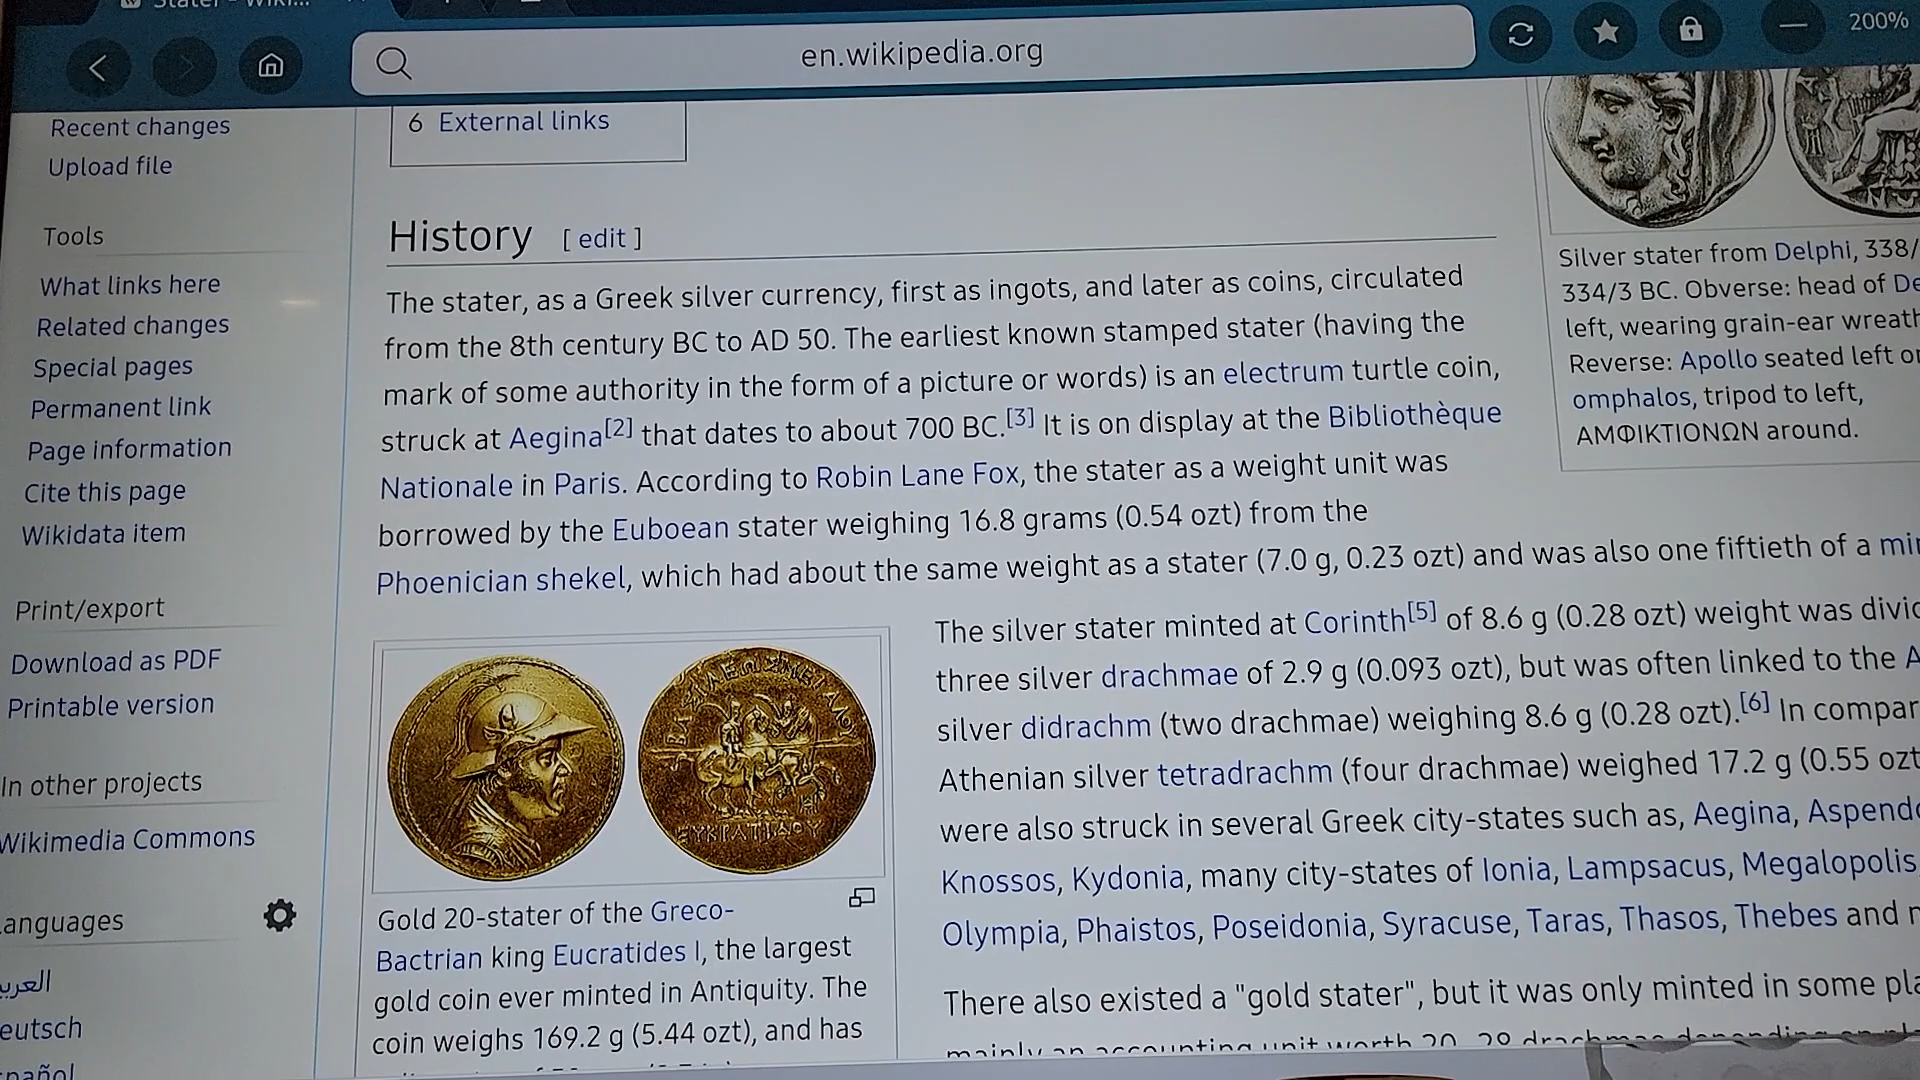 en.wikipedia.org
200%
Recent changes
Upload file
Tools
What links here
Related changes
Special pages
Permanent link
Page information
Cite this page
Wikidata item
Print/export
Download as PDF
Printable version
In other projects
Wikimedia Commons
6 External links
History [ edit ]
The stater, as a Greek silver currency, first as ingots, and later as coins, circulated
from the 8th century BC to AD 50. The earliest known stamped stater (having the
mark of some authority in the form of a picture or words) is an electrum turtle coin,
struck at Aegina[2] that dates to about 700 BC.[3] It is on display at the Bibliothèque
Nationale in Paris. According to Robin Lane Fox, the stater as a weight unit was
borrowed by the Euboean stater weighing 16.8 grams (0.54 ozt) from the
Phoenician shekel, which had about the same weight as a stater (7.0 g, 0.23 ozt) and was also one fiftieth of a
Silver stater from Delphi, 338/
334/3 BC. Obverse: head of
left, wearing grain-ear
Reverse: Apollo seated left
omphalos, tripod to left,
ΑΜΦΙΚΤΙΟΝΩΝ around.
Gold 20-stater of the Greco-
Bactrian king Eucratides I, the largest
gold coin ever minted in Antiquity. The
coin weighs 169.2 g (5.44 ozt), and has
The silver stater minted at Corinth[5] of 8.6 g (0.28 ozt) weight was
three silver drachmae of 2.9 g (0.093 ozt), but was often linked to the
silver didrachm (two drachmae) weighing 8.6 g (0.28 ozt).[6] In
Athenian silver tetradrachm (four drachmae) weighed 17.2 g (0.55 ozt
were also struck in several Greek city-states such as, Aegina,
Knossos, Kydonia, many city-states of Ionia, Lampsacus, Megalopolis,
Olympia, Phaistos, Poseidonia, Syracuse, Taras, Thasos, Thebes and
There also existed a "gold stater", but it was only minted in some